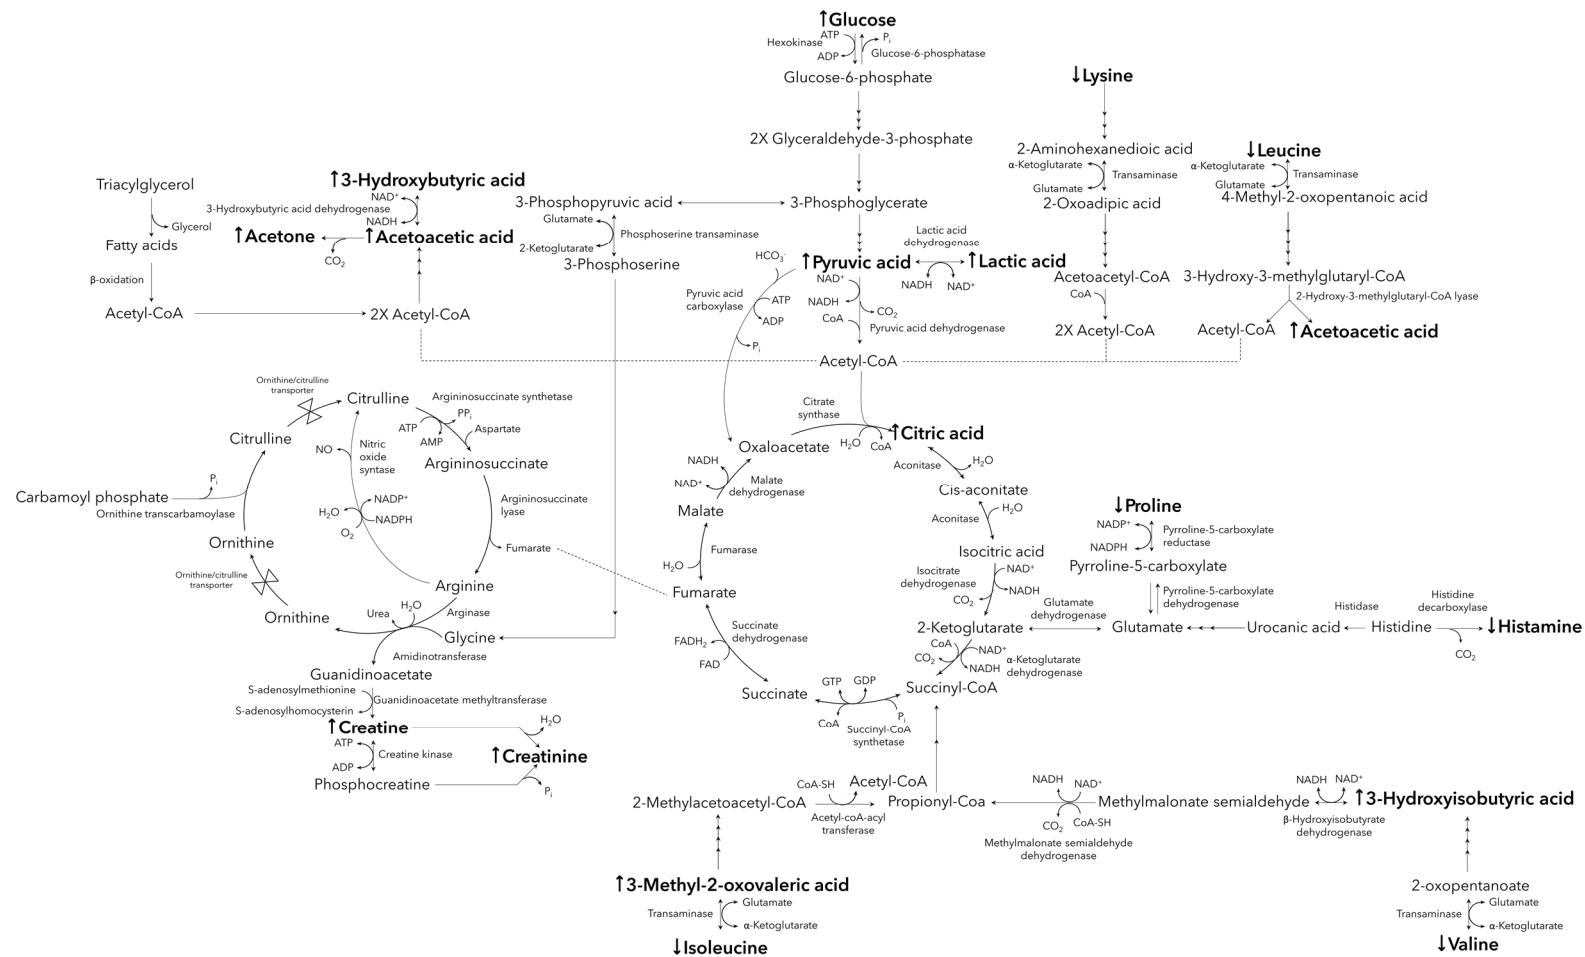 ↑Glucose
ATP
Pi
Hexokinase
Glucose-6-phosphatase
ADP
Glucose-6-phosphate
↓Lysine
2X Glyceraldehyde-3-phosphate
2-Aminohexanedioic acid
α-Ketoglutarate
Transaminase
Glutamate
2-Oxoadipic acid
↓Leucine
α-Ketoglutarate
Transaminase
Glutamate
4-Methyl-2-oxopentanoic acid
Triacylglycerol
Glycerol
Fatty acids
β-oxidation
Acetyl-CoA
↑3-Hydroxybutyric acid
NAD+
3-Hydroxybutyric acid dehydrogenase
NADH
↑Acetone
↑Acetoacetic acid
CO2
2X Acetyl-CoA
3-Phosphopyruvic acid
3-Phosphoglycerate
Glutamate
Phosphoserine transaminase
2-Ketoglutarate
3-Phosphoserine
Lactic acid
dehydrogenase
HCO3-
↑Pyruvic acid
↑Lactic acid
NADH
NAD+
NAD+
NADH
CO2
CoA
Pyruvic acid dehydrogenase
Pyruvic acid
carboxylase
ATP
ADP
Pi
Acetyl-CoA
Acetoacetyl-CoA
CoA
2X Acetyl-CoA
3-Hydroxy-3-methylglutaryl-CoA
2-Hydroxy-3-methylglutaryl-CoA lyase
Acetyl-CoA
↑Acetoacetic acid
Ornithine/citrulline
transporter
Citrulline
Argininosuccinate synthetase
PPi
ATP
AMP
Aspartate
Citrulline
NO
Nitric
oxide
syntase
Argininosuccinate
Pi
Carbamoyl phosphate
Ornithine transcarbamoylase
NADP+
H2O
NADPH
O2
Argininosuccinate
lyase
Ornithine
Fumarate
Ornithine/citrulline
transporter
Arginine
Ornithine
Urea
H2O
Arginase
Glycine
Amidinotransferase
Guanidinoacetate
S-adenosylmethionine
Guanidinoacetate methyltransferase
S-adenosylhomocysterin
↑Creatine
H2O
ATP
Creatine kinase
ADP
↑Creatinine
Phosphocreatine
Pi
Citrate
synthase
Oxaloacetate
H2O
CoA
↑Citric acid
NADH
NAD+
Malate
dehydrogenase
Aconitase
H2O
Cis-aconitate
Malate
Aconitase
H2O
Fumarase
H2O
Isocitric acid
Isocitrate
dehydrogenase
NAD+
NADH
CO2
Fumarate
Succinate
dehydrogenase
FADH2
FAD
2-Ketoglutarate
CoA
NAD+
CO2
NADH
α-Ketoglutarate
dehydrogenase
Succinate
GTP
GDP
Succinyl-CoA
CoA
Pi
Succinyl-CoA
synthetase
↓Proline
NADP+
NADPH
Pyrroline-5-carboxylate
reductase
Pyrroline-5-carboxylate
Pyrroline-5-carboxylate
dehydrogenase
Glutamate
dehydrogenase
Glutamate
Urocanic acid
Histidase
Histidine
Histidine
decarboxylase
CO2
↓Histamine
2-Methylacetoacetyl-CoA
CoA-SH
Acetyl-CoA
Acetyl-coA-acyl
transferase
Propionyl-Coa
NADH
NAD+
CO2
CoA-SH
Methylmalonate semialdehyde
dehydrogenase
Methylmalonate semialdehyde
NADH
NAD+
β-Hydroxyisobutyrate
dehydrogenase
↑3-Hydroxyisobutyric acid
↑3-Methyl-2-oxovaleric acid
Glutamate
Transaminase
α-Ketoglutarate
↓Isoleucine
2-oxopentanoate
Glutamate
Transaminase
α-Ketoglutarate
↓Valine